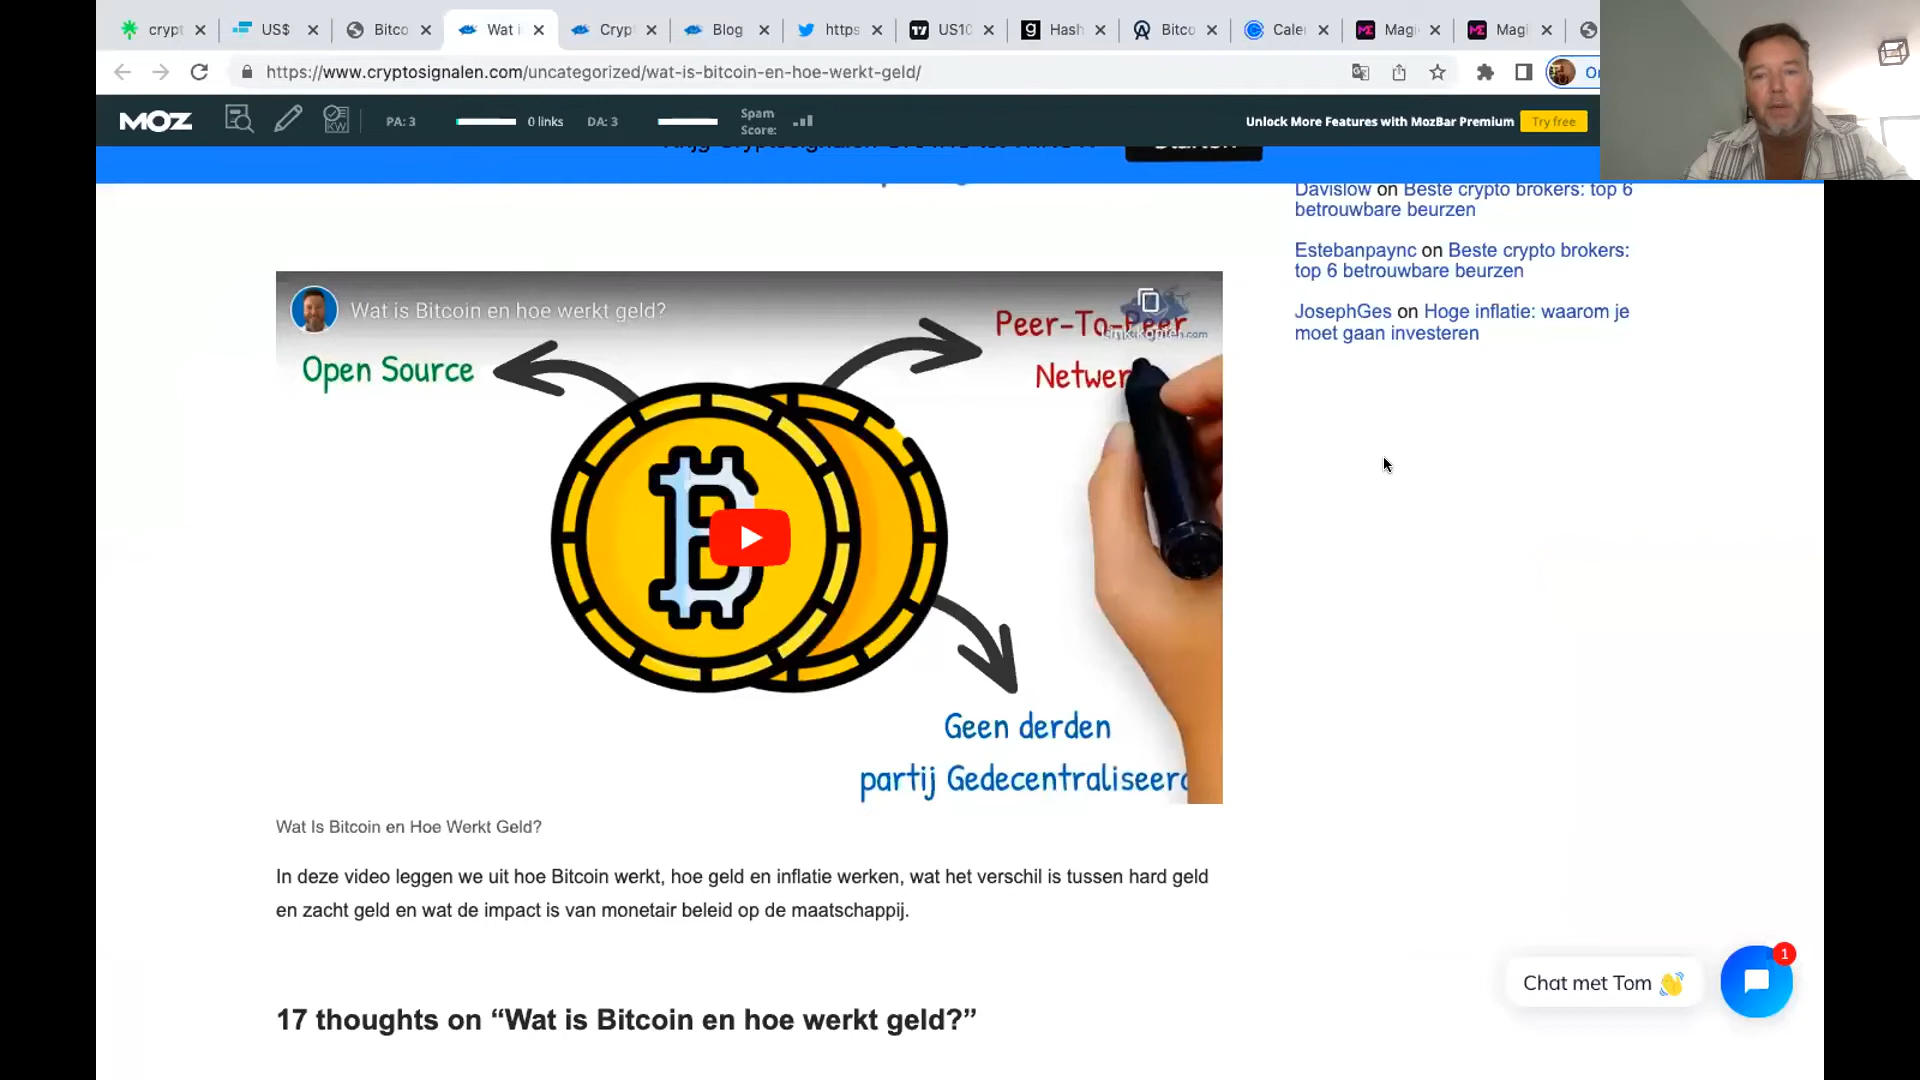 crypt
US$
Bitco
Wat i
Crypt
Blog
https
US10
Hash
Bitco
Caler
Magi
Magi
https://www.cryptosignalen.com/uncategorized/wat-is-bitcoin-en-hoe-werkt-geld/
MOZ
PA: 3
0 links
DA: 3
Spam
Score:
Unlock More Features with MozBar Premium
Try free
Davislow on Beste crypto brokers: top 6
betrouwbare beurzen
Estebanpaync on Beste crypto brokers:
top 6 betrouwbare beurzen
JosephGes on Hoge inflatie: waarom je
moet gaan investeren
Wat is Bitcoin en hoe werkt geld?
Open Source
Peer-To-Peer
Netwer
Geen derden
partij Gedecentraliseerd
Wat Is Bitcoin en Hoe Werkt Geld?
In deze video leggen we uit hoe Bitcoin werkt, hoe geld en inflatie werken, wat het verschil is tussen hard geld
en zacht geld en wat de impact is van monetair beleid op de maatschappij.
17 thoughts on “Wat is Bitcoin en hoe werkt geld?”
Chat met Tom 👋
1